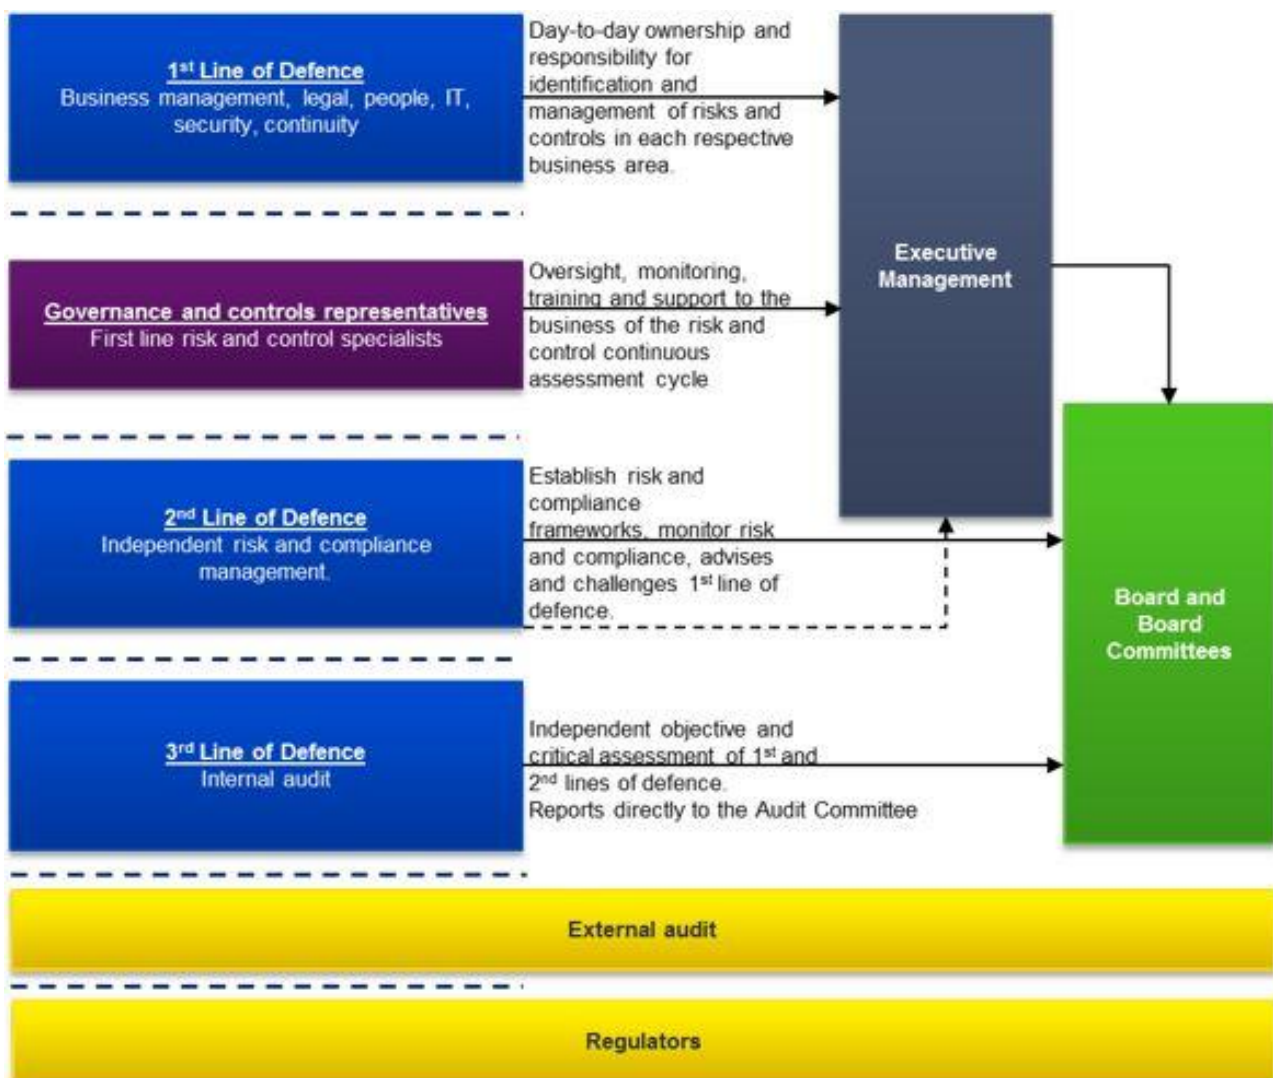 1st Line of Defence
Business management, legal, people, IT,
security, continuity
Day-to-day ownership and
responsibility for
identification and
management of risks and
controls in each respective
business area.
Executive
Management
Governance and controls representatives
First line risk and control specialists
Oversight, monitoring,
training and support to the
business of the risk and
control continuous
assessment cycle
2nd Line of Defence
Independent risk and compliance
management.
Establish risk and
compliance
frameworks, monitor risk
and compliance, advises
and challenges 1st line of
defence.
Board and
Board
Committees
3rd Line of Defence
Internal audit
Independent objective and
critical assessment of 1st and
2nd lines of defence.
Reports directly to the Audit Committee
External audit
Regulators